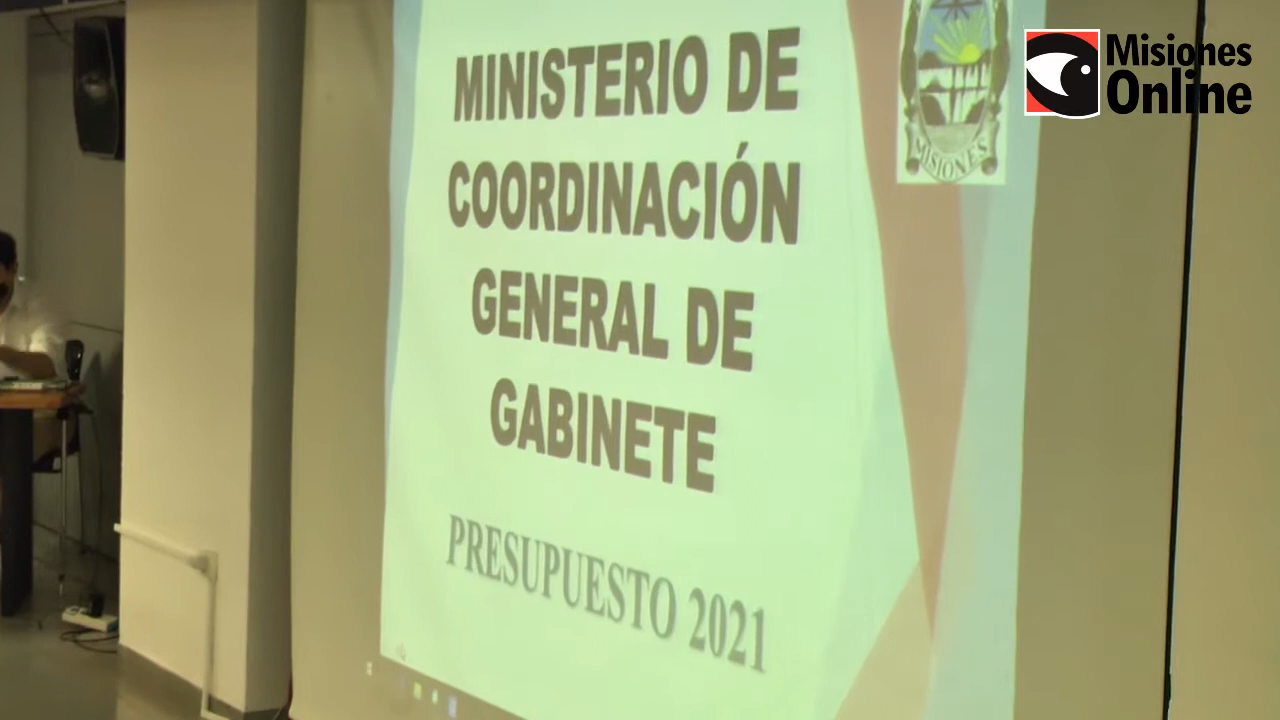 MINISTERIO DE
COORDINACIÓN
GENERAL DE
GABINETE
PRESUPUESTO 2021
MISIONES
Misiones
Online